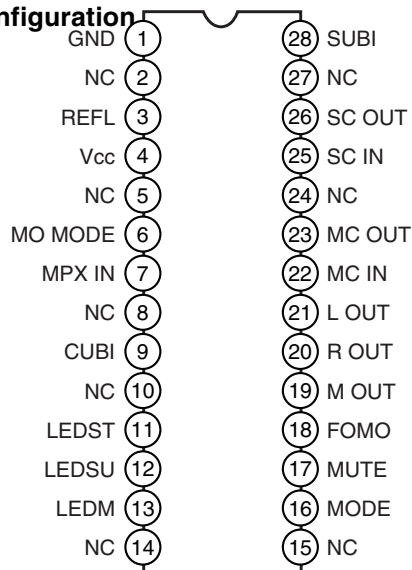 nfiguration
GND 1 28 SUBI
NC 2 27 NC
REFL 3 26 SC OUT
Vcc 4 25 SC IN
NC 5 24 NC
MO MODE 6 23 MC OUT
MPX IN 7 22 MC IN
NC 8 21 L OUT
CUBI 9 20 R OUT
NC 10 19 M OUT
LEDST 11 18 FOMO
LEDSU 12 17 MUTE
LEDM 13 16 MODE
NC 14 15 NC